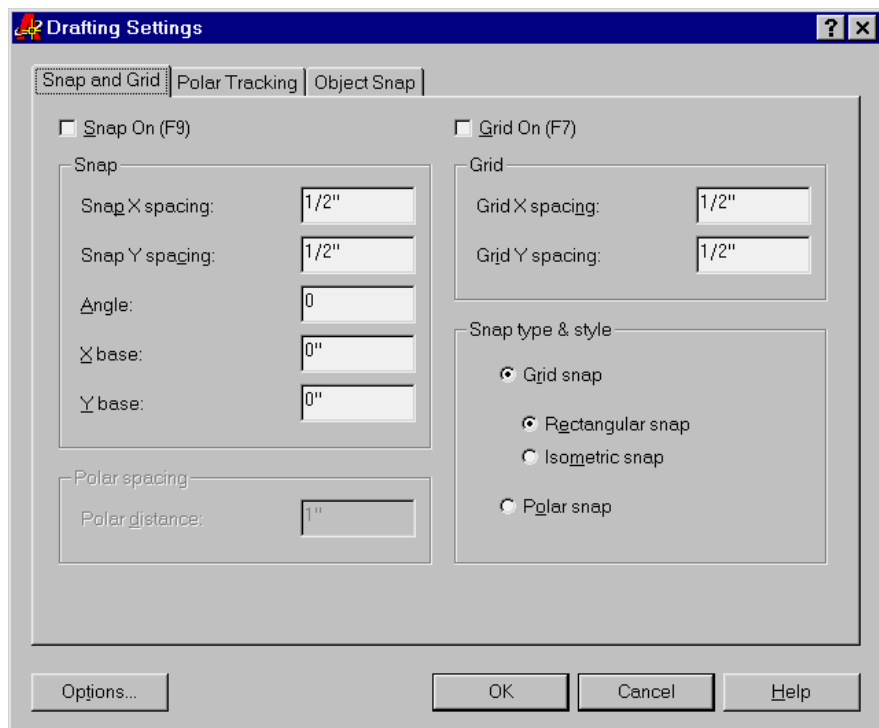 Drafting Settings
Snap and Grid
Polar Tracking
Object Snap
Snap On (F9)
Snap
Snap X spacing: 1/2"
Snap Y spacing: 1/2"
Angle: 0
X base: 0"
Y base: 0"
Polar spacing
Polar distance: 1"
Grid On (F7)
Grid
Grid X spacing: 1/2"
Grid Y spacing: 1/2"
Snap type & style
Grid snap
Rectangular snap
Isometric snap
Polar snap
Options...
OK
Cancel
Help